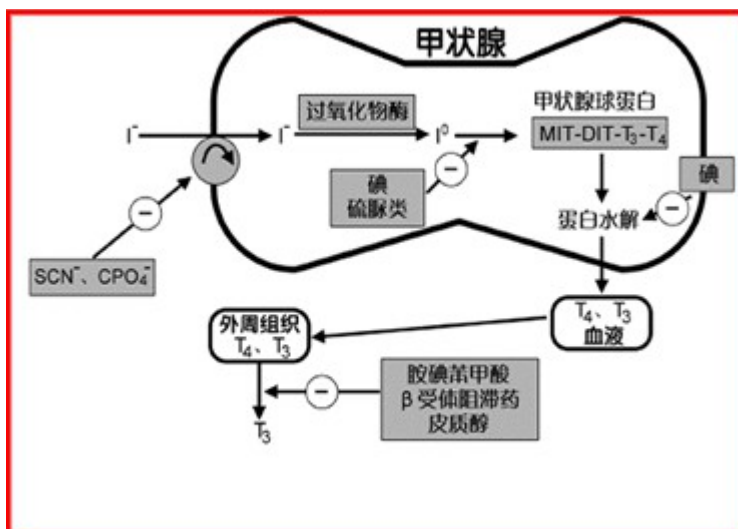 甲状腺
过氧化物酶
甲状腺球蛋白
I⁻
I⁻
I⁰
MIT-DIT-T₃-T₄
碘
硫脲类
碘
蛋白水解
SCN⁻、CPO₄⁻
T₄、T₃
血液
外周组织
T₄、T₃
胺碘苯甲酸
β受体阻滞药
皮质醇
T₃